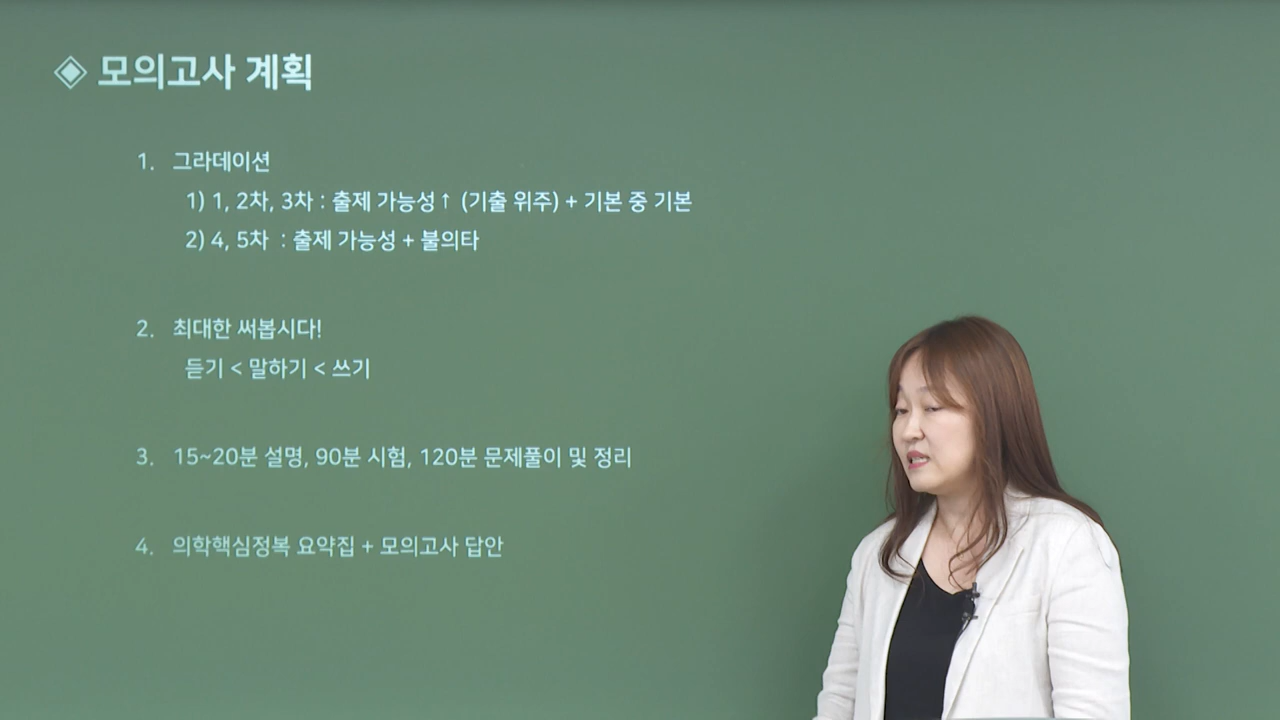 ◈ 모의고사 계획
1. 그라데이션
1) 1, 2차, 3차 : 출제 가능성↑ (기출 위주) + 기본 중 기본
2) 4, 5차 : 출제 가능성 + 불의타
2. 최대한 써봅시다!
듣기 < 말하기 < 쓰기
3. 15~20분 설명, 90분 시험, 120분 문제풀이 및 정리
4. 의학핵심정복 요약집 + 모의고사 답안